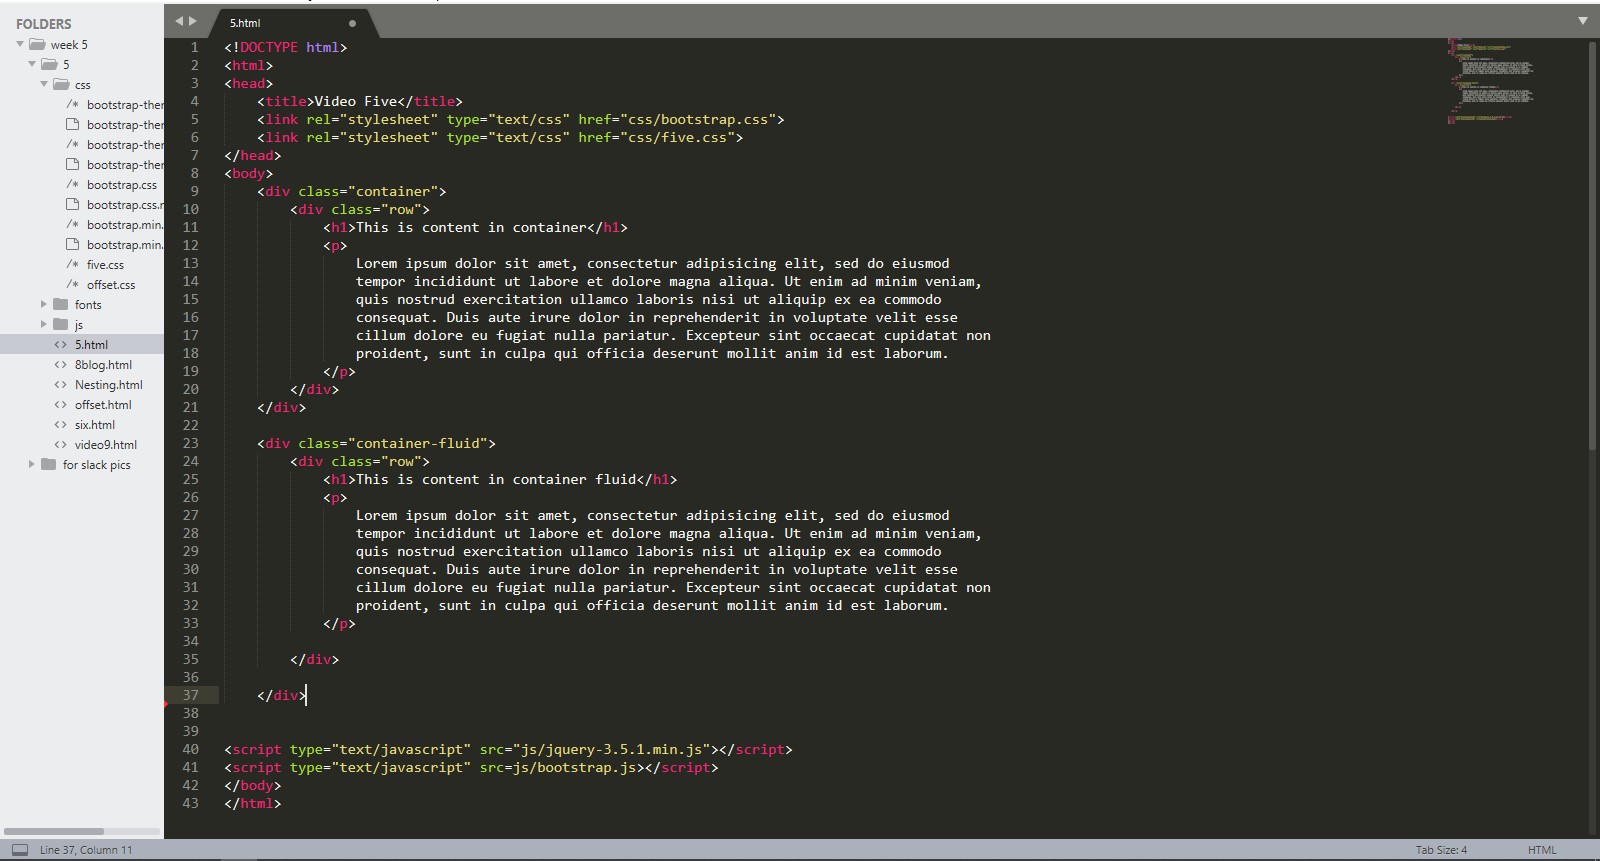 FOLDERS
week 5
5
css
bootstrap-ther
bootstrap-ther
bootstrap-ther
bootstrap-ther
bootstrap.css
bootstrap.css.r
bootstrap.min.
bootstrap.min.
five.css
offset.css
fonts
js
5.html
8blog.html
Nesting.html
offset.html
six.html
video9.html
for slack pics
5.html
1 <!DOCTYPE html>
2 <html>
3 <head>
4 <title>Video Five</title>
5 <link rel="stylesheet" type="text/css" href="css/bootstrap.css">
6 <link rel="stylesheet" type="text/css" href="css/five.css">
7 </head>
8 <body>
9 <div class="container">
10 <div class="row">
11 <h1>This is content in container</h1>
12 <p>
13 Lorem ipsum dolor sit amet, consectetur adipisicing elit, sed do eiusmod
14 tempor incididunt ut labore et dolore magna aliqua. Ut enim ad minim veniam,
15 quis nostrud exercitation ullamco laboris nisi ut aliquip ex ea commodo
16 consequat. Duis aute irure dolor in reprehenderit in voluptate velit esse
17 cillum dolore eu fugiat nulla pariatur. Excepteur sint occaecat cupidatat non
18 proident, sunt in culpa qui officia deserunt mollit anim id est laborum.
19 </p>
20 </div>
21 </div>
22
23 <div class="container-fluid">
24 <div class="row">
25 <h1>This is content in container fluid</h1>
26 <p>
27 Lorem ipsum dolor sit amet, consectetur adipisicing elit, sed do eiusmod
28 tempor incididunt ut labore et dolore magna aliqua. Ut enim ad minim veniam,
29 quis nostrud exercitation ullamco laboris nisi ut aliquip ex ea commodo
30 consequat. Duis aute irure dolor in reprehenderit in voluptate velit esse
31 cillum dolore eu fugiat nulla pariatur. Excepteur sint occaecat cupidatat non
32 proident, sunt in culpa qui officia deserunt mollit anim id est laborum.
33 </p>
34
35 </div>
36
37 </div>
38
39
40 <script type="text/javascript" src="js/jquery-3.5.1.min.js"></script>
41 <script type="text/javascript" src=js/bootstrap.js></script>
42 </body>
43 </html>
Line 37, Column 11
Tab Size: 4
HTML